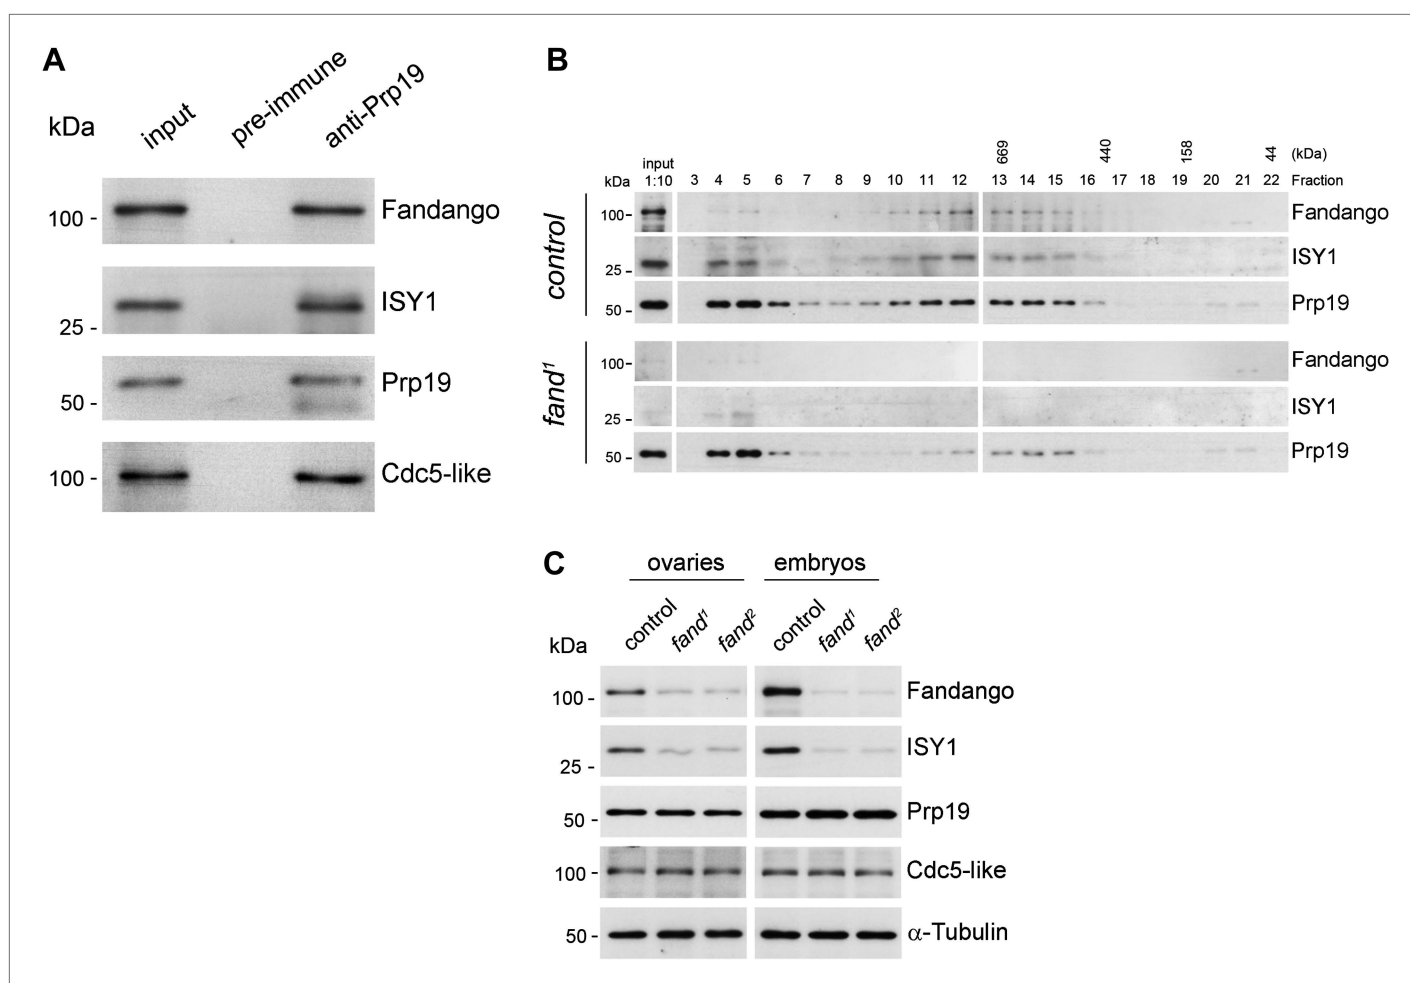 A
kDa
input
pre-immune
anti-Prp19
100 - Fandango
25 - ISY1
50 - Prp19
100 - Cdc5-like
B
669 440 158 44 (kDa)
input
kDa 1:10 3 4 5 6 7 8 9 10 11 12 13 14 15 16 17 18 19 20 21 22 Fraction
control
100- Fandango
25 - ISY1
50 - Prp19
fand¹
100- Fandango
25 - ISY1
50 - Prp19
C
ovaries embryos
kDa control fand¹ fand² control fand¹ fand²
100 - Fandango
25 - ISY1
50 - Prp19
100 - Cdc5-like
50 - α-Tubulin